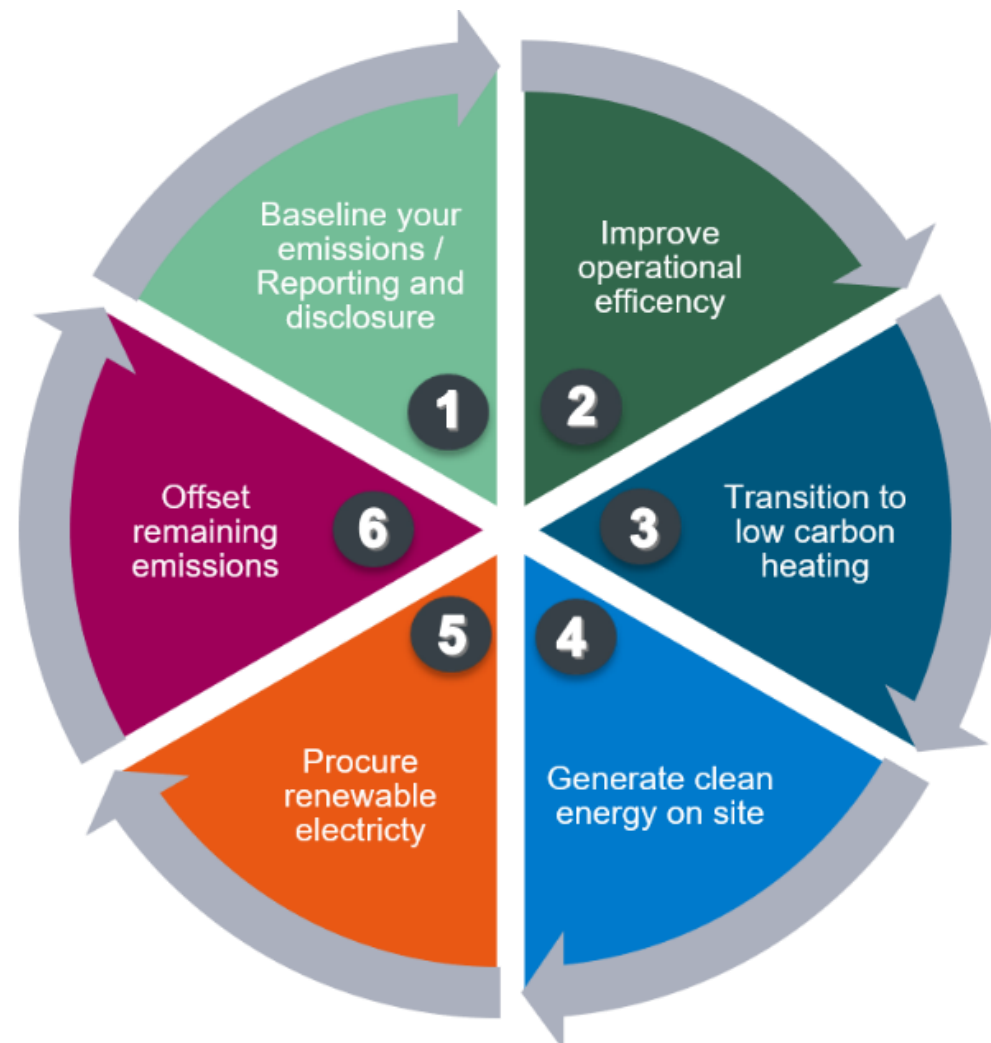 Baseline your
emissions /
Reporting and
disclosure
1
Improve
operational
efficency
2
Transition to
low carbon
heating
3
Generate clean
energy on site
4
Procure
renewable
electricty
5
Offset
remaining
emissions
6